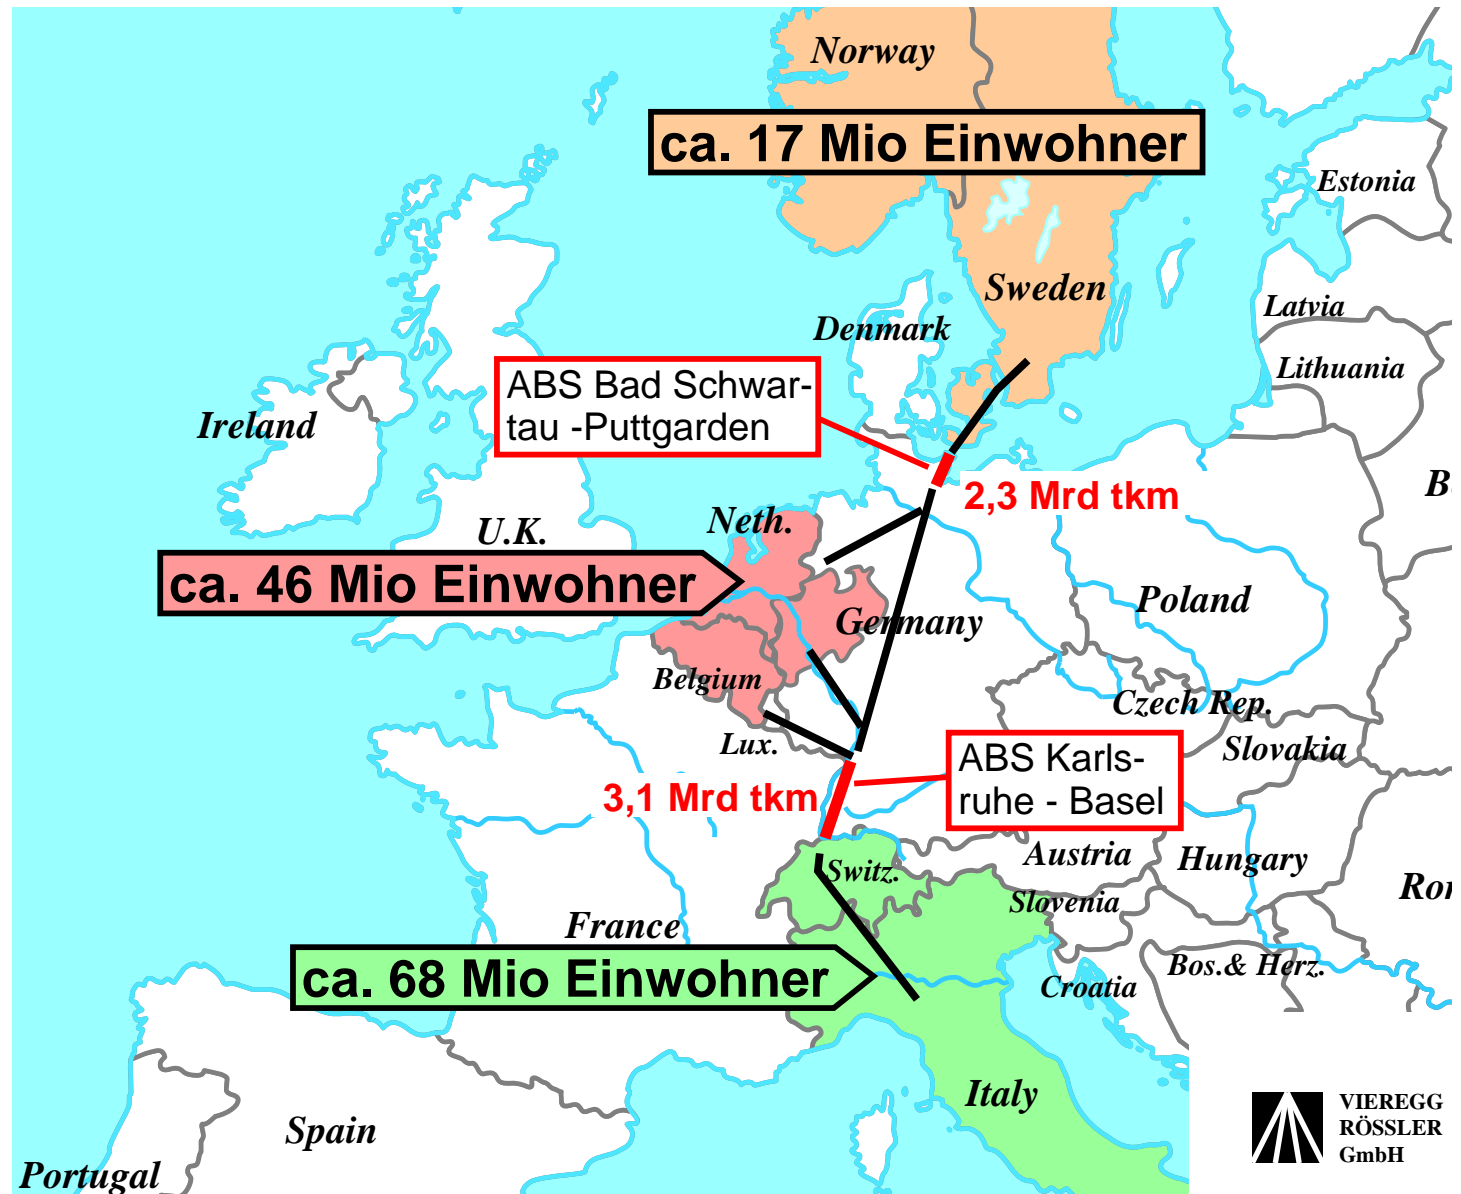 Norway
ca. 17 Mio Einwohner
Estonia
Sweden
Latvia
Denmark
Lithuania
ABS Bad Schwar-
tau -Puttgarden
Ireland
2,3 Mrd tkm
B
Neth.
U.K.
ca. 46 Mio Einwohner
Poland
Germany
Belgium
Czech Rep.
Lux.
Slovakia
ABS Karls-
ruhe - Basel
3,1 Mrd tkm
Austria
Hungary
Switz.
Ror
Slovenia
France
ca. 68 Mio Einwohner
Bos.& Herz.
Croatia
Italy
Spain
Portugal
VIEREGG
RÖSSLER
GmbH